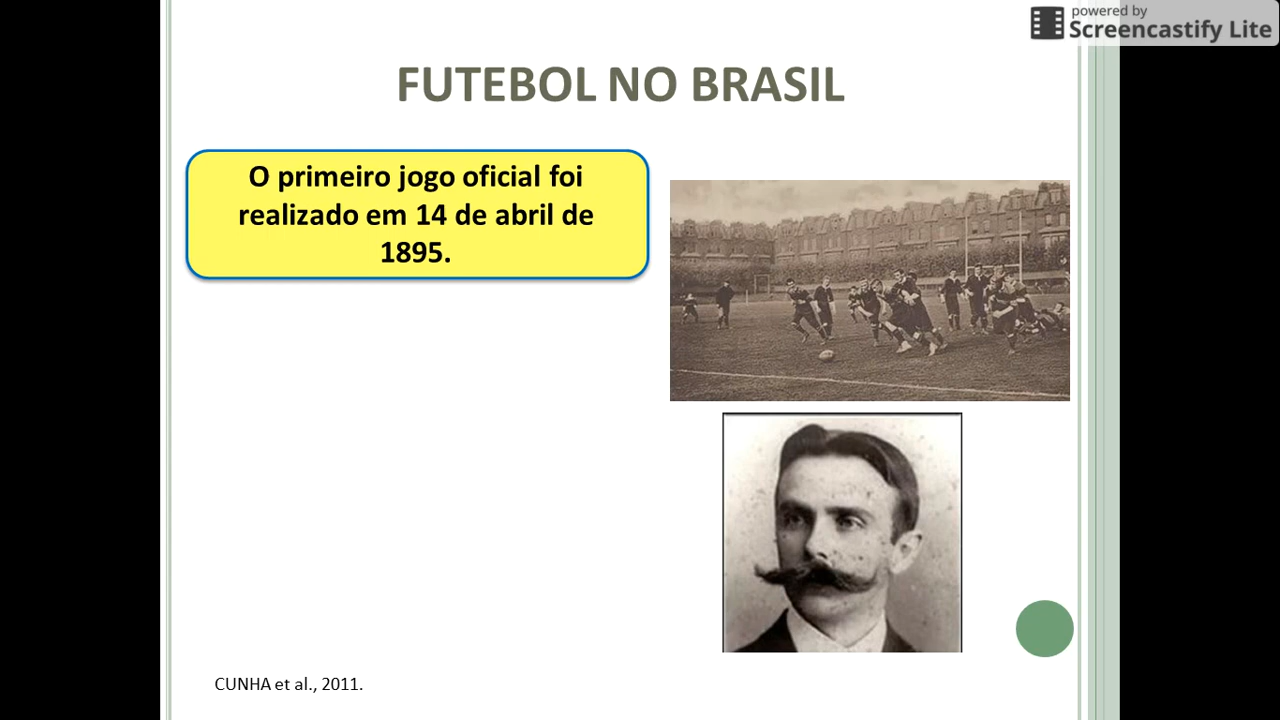 powered by
Screencastify Lite
FUTEBOL NO BRASIL
O primeiro jogo oficial foi
realizado em 14 de abril de
1895.
CUNHA et al., 2011.